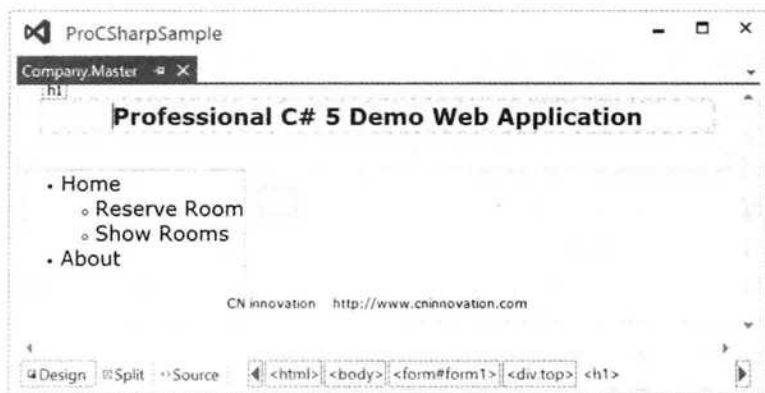 ProCSharpSample
Company.Master
h1
Professional C# 5 Demo Web Application
• Home
◦ Reserve Room
◦ Show Rooms
• About
CN innovation http://www.cninnovation.com
Design Split Source <html> <body> <form#form1> <div.top> <h1>